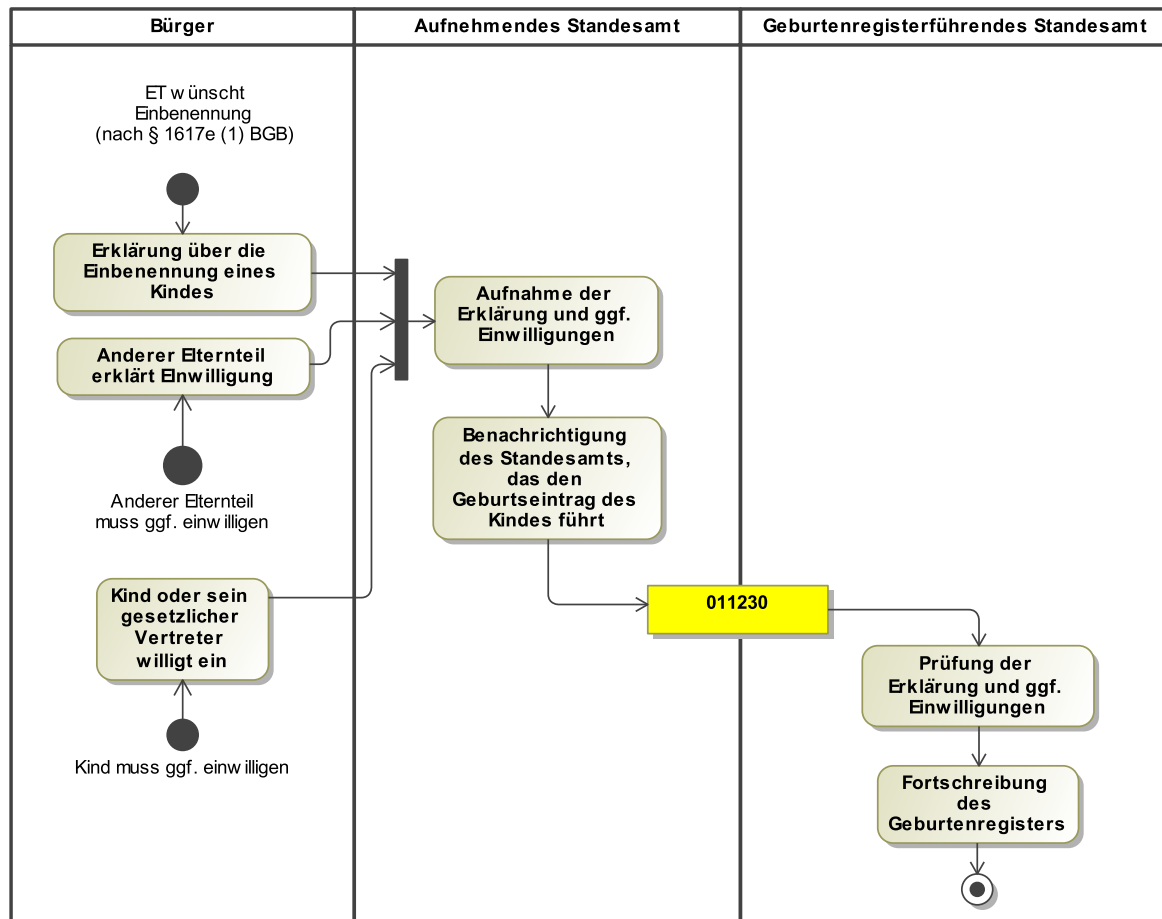 Bürger
Aufnehmendes Standesamt
Geburtenregisterführendes Standesamt
ET wünscht
Einbenennung
(nach § 1617e (1) BGB)
Erklärung über die
Einbenennung eines
Kindes
Anderer Elternteil
erklärt EInwilligung
Anderer Elternteil
muss ggf. einwilligen
Kind oder sein
gesetzlicher
Vertreter
willigt ein
Kind muss ggf. einwilligen
Aufnahme der
Erklärung und ggf.
Einwilligungen
Benachrichtigung
des Standesamts,
das den
Geburtseintrag des
Kindes führt
011230
Prüfung der
Erklärung und ggf.
Einwilligungen
Fortschreibung
des
Geburtenregisters